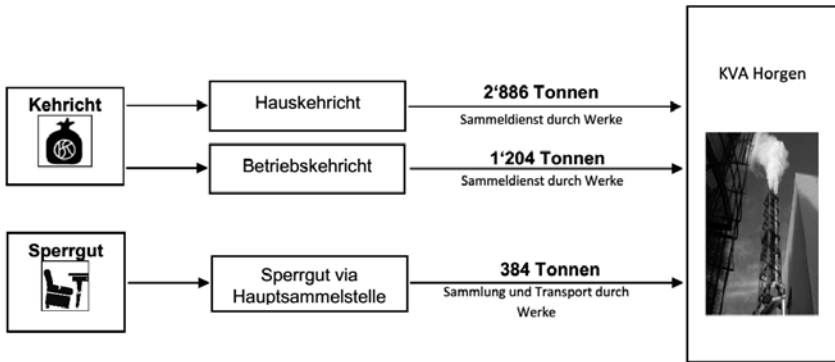 Kehricht
Hauskehricht
2‘886 Tonnen
Sammeldienst durch Werke
Betriebskehricht
1‘204 Tonnen
Sammeldienst durch Werke
Sperrgut
Sperrgut via
Hauptsammelstelle
384 Tonnen
Sammlung und Transport durch
Werke
KVA Horgen